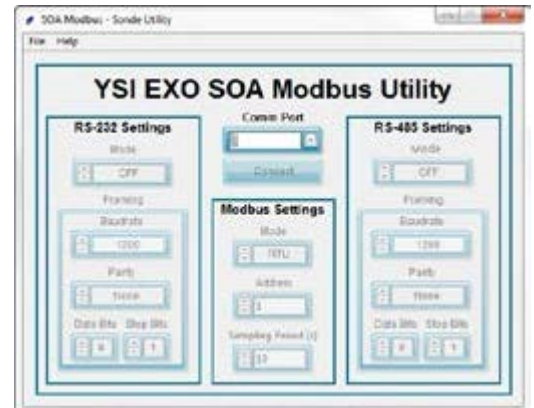 SOA Modbus - Sonde Utility
File Help
YSI EXO SOA Modbus Utility
RS-232 Settings
Mode
OFF
Framing
Baudrate
1200
Parity
None
Data Bits Stop Bits
8 1
Comm Port
Connect
Modbus Settings
Mode
RTU
Address
1
Sampling Period (s)
10
RS-485 Settings
Mode
OFF
Framing
Baudrate
1200
Parity
None
Data Bits Stop Bits
8 1